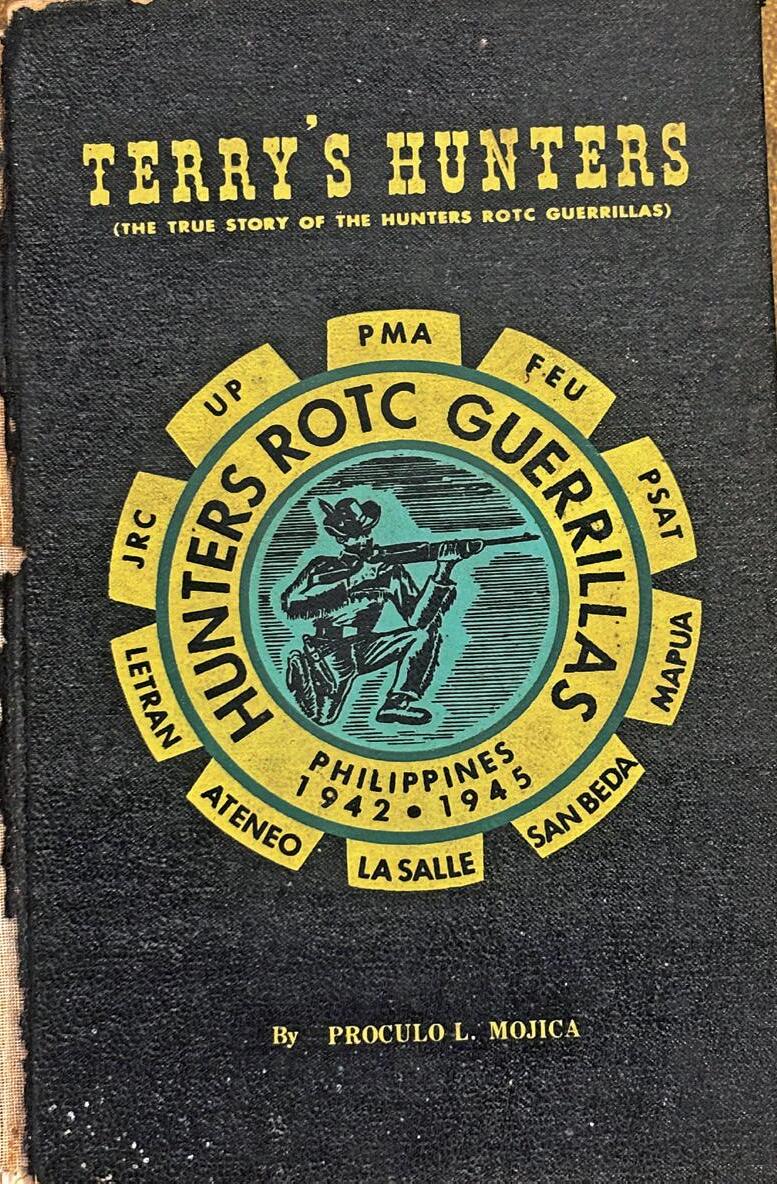 TERRY'S HUNTERS
(THE TRUE STORY OF THE HUNTERS ROTC GUERRILLAS)
PMA
FEU
PSAT
MAPUA
SAN BEDA
LA SALLE
ATENEO
LETRAN
JRC
UP
HUNTERS ROTC GUERRILLAS
PHILIPPINES
1942 • 1945
By PROCULO L. MOJICA